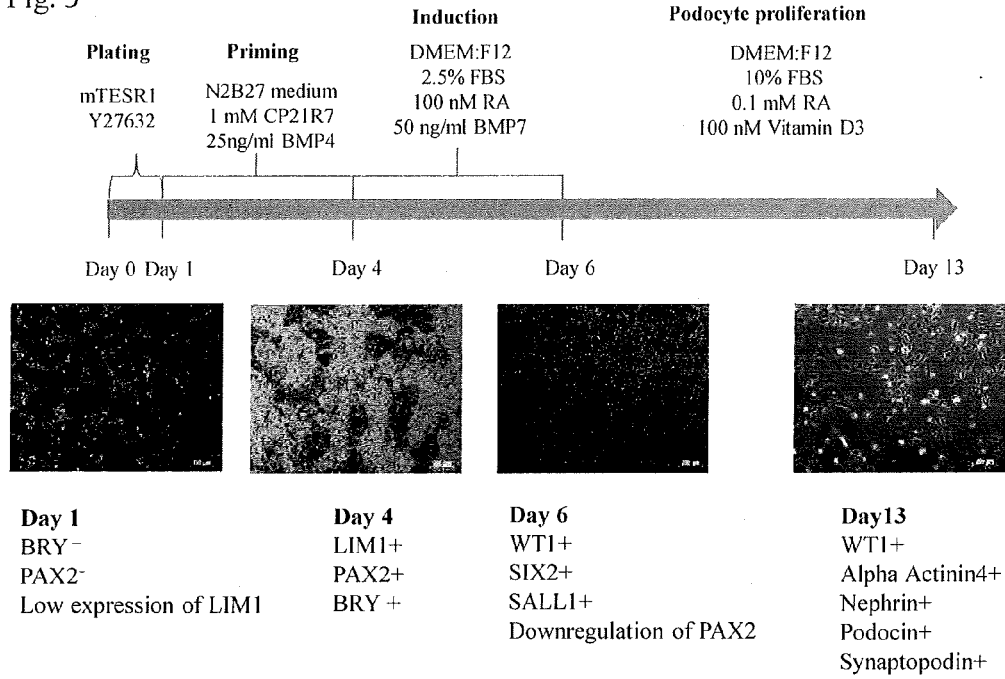 Fig. 3
Plating
mTESR1
Y27632
Priming
N2B27 medium
1 mM CP21R7
25ng/ml BMP4
Induction
DMEM:F12
2.5% FBS
100 nM RA
50 ng/ml BMP7
Podocyte proliferation
DMEM:F12
10% FBS
0.1 mM RA
100 nM Vitamin D3
Day 0 Day 1 Day 4 Day 6 Day 13
Day 1
BRY -
PAX2-
Low expression of LIM1
Day 4
LIM1+
PAX2+
BRY +
Day 6
WT1+
SIX2+
SALL1+
Downregulation of PAX2
Day13
WT1+
Alpha Actinin4+
Nephrin+
Podocin+
Synaptopodin+